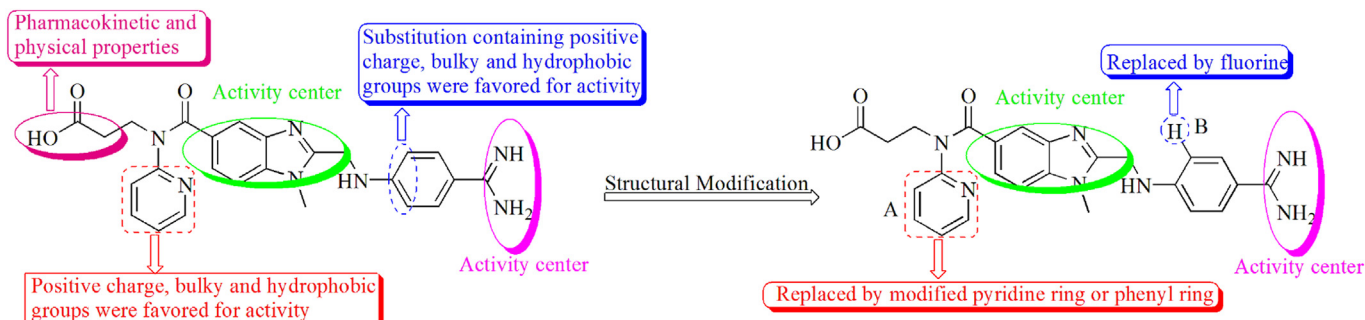 Pharmacokinetic and
physical properties
Substitution containing positive
charge, bulky and hydrophobic
groups were favored for activity
Activity center
O
O
HO
N
N
N
N
HN
NH
NH2
Activity center
Positive charge, bulky and hydrophobic
groups were favored for activity
Structural Modification
Replaced by fluorine
Activity center
H
B
O
O
HO
N
N
N
N
HN
NH
NH2
A
Activity center
Replaced by modified pyridine ring or phenyl ring